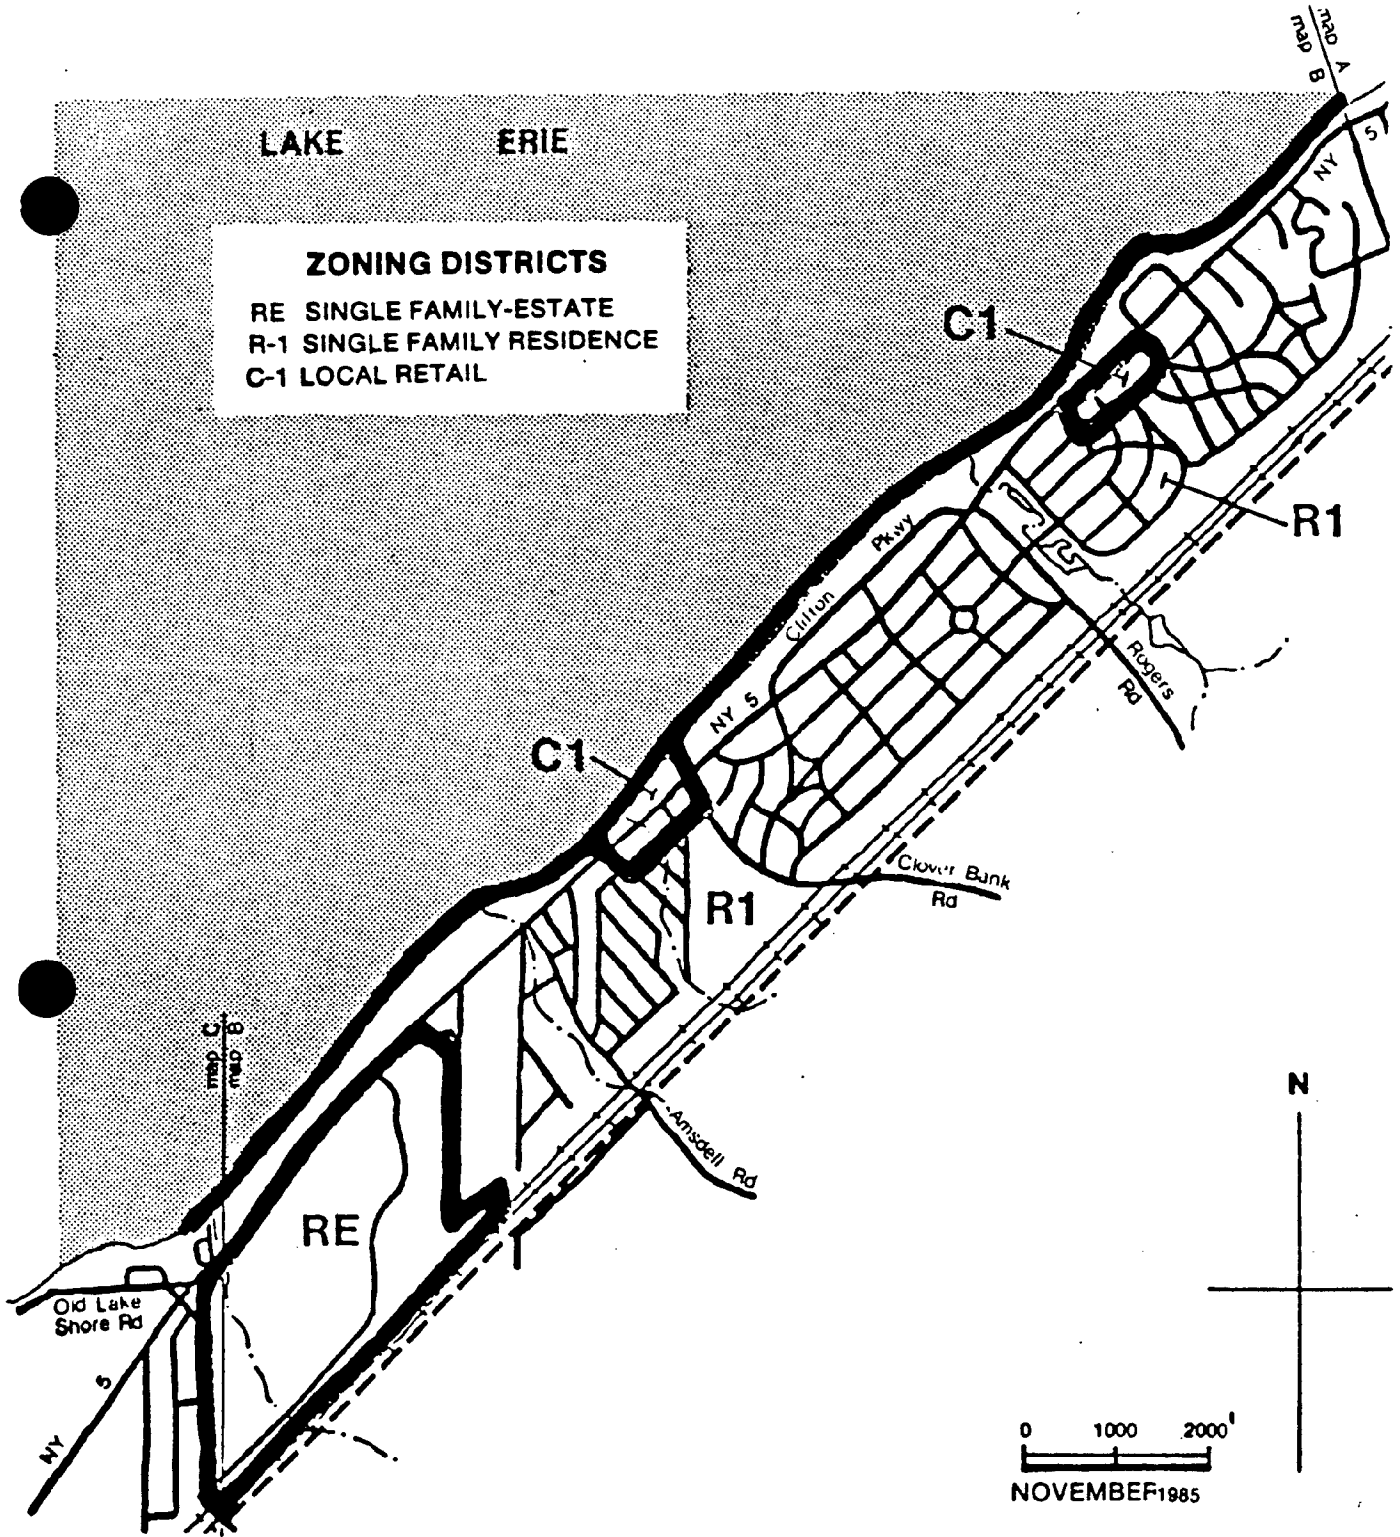 map A
map B
NY 5
LAKE ERIE
ZONING DISTRICTS
RE SINGLE FAMILY-ESTATE
R-1 SINGLE FAMILY RESIDENCE
C-1 LOCAL RETAIL
C1
R1
Clifton Pkwy
Rogers
Rd
NY 5
C1
Clover Bank
Rd
R1
map C
map B
N
Amsdell Rd
RE
Old Lake
Shore Rd
NY 5
0 1000 2000'
NOVEMBER 1985